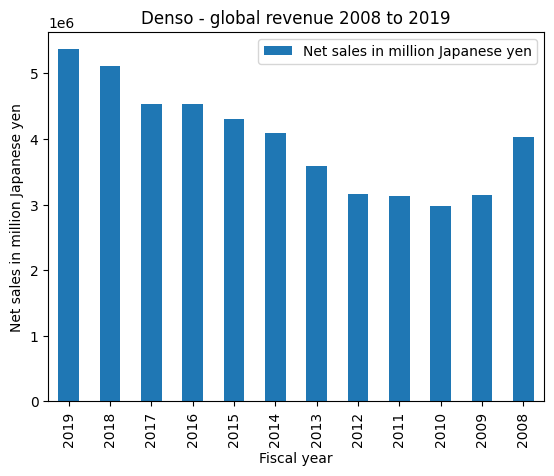 Denso - global revenue 2008 to 2019
1e6
Net sales in million Japanese yen
Net sales in million Japanese yen
5
4
3
2
1
0
2019 2018 2017 2016 2015 2014 2013 2012 2011 2010 2009 2008
Fiscal year